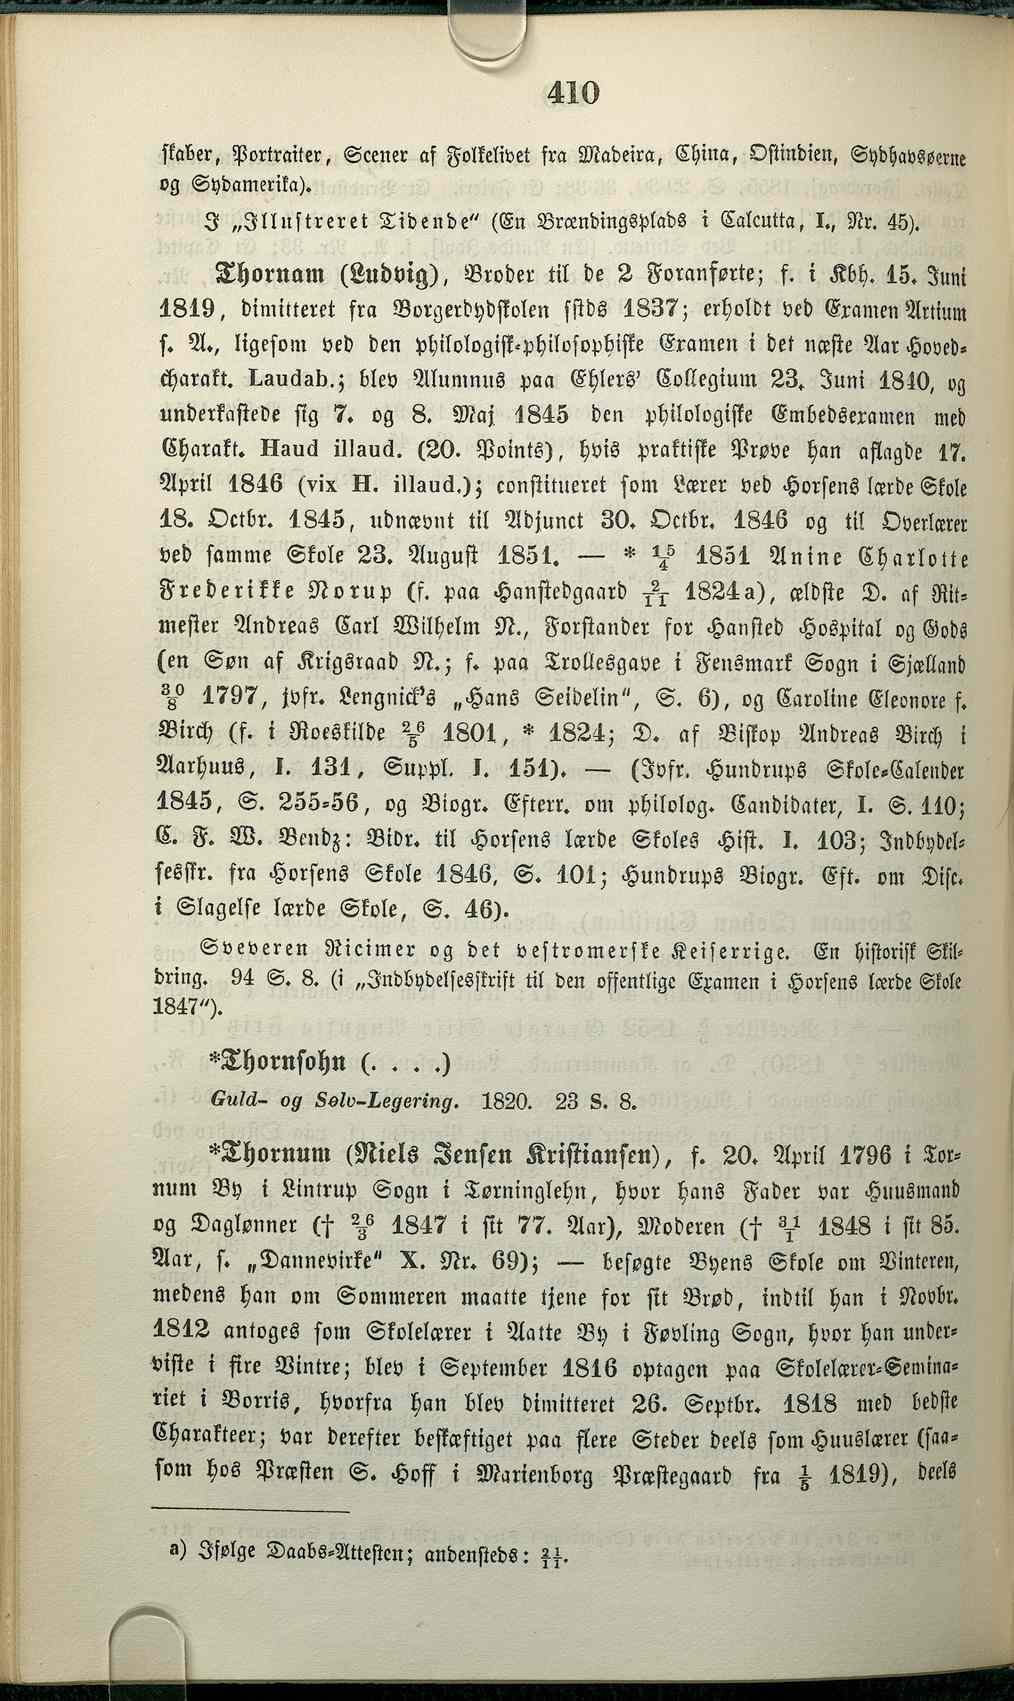 410
skaber, Portraiter, Scener af Folkelivet fra Madeira, China, Ostindien, Sydhavsøerne
og Sydamerika).
I „Illustreret Tidende“ (En Brændingsplads i Calcutta, I., Nr. 45).
Thornam (Ludvig), Broder til de 2 Foranførte; f. i Kbh. 15. Juni
1819, dimitteret fra Borgerdydskolen sstds 1837; erholdt ved Examen Artium
s. A., ligesom ved den philologisk-philosophiske Examen i det næste Aar Hoved-
charakt. Laudab.; blev Alumnus paa Ehlers’ Collegium 23. Juni 1840, og
underkastede sig 7. og 8. Maj 1845 den philologiske Embedsexamen med
Charakt. Haud illaud. (20. Points), hvis praktiske Prøve han aflagde 17.
April 1846 (vix H. illaud.); constitueret som Lærer ved Horsens lærde Skole
18. Octbr. 1845, udnævnt til Adjunct 30. Octbr. 1846 og til Overlærer
ved samme Skole 23. August 1851. — * 15/4 1851 Anine Charlotte
Frederikke Norup (f. paa Hanstedgaard 2/11 1824a), ældste D. af Rit-
mester Andreas Carl Wilhelm N., Forstander for Hansted Hospital og Gods
(en Søn af Krigsraad N.; f. paa Trollesgave i Fensmark Sogn i Sjælland
30/8 1797, jvfr. Lengnick’s „Hans Seidelin“, S. 6), og Caroline Eleonore f.
Birch (f. i Roeskilde 26/5 1801, * 1824; D. af Biskop Andreas Birch i
Aarhuus, I. 131, Suppl. I. 151). — (Jvfr. Hundrups Skole-Calender
1845, S. 255-56, og Biogr. Efterr. om philolog. Candidater, I. S. 110;
C. F. W. Bendz: Bidr. til Horsens lærde Skoles Hist. I. 103; Indbydel-
sesskr. fra Horsens Skole 1846, S. 101; Hundrups Biogr. Eft. om Disc.
i Slagelse lærde Skole, S. 46).
Sveveren Ricimer og det vestromerske Keiserrige. En historisk Skil-
dring. 94 S. 8. (i „Indbydelsesskrift til den offentlige Examen i Horsens lærde Skole
1847“).
*Thornsohn (. . . .)
Guld- og Sølv-Legering. 1820. 23 S. 8.
*Thornum (Niels Jensen Kristiansen), f. 20. April 1796 i Tor-
num By i Lintrup Sogn i Tørninglehn, hvor hans Fader var Huusmand
og Daglønner († 26/3 1847 i sit 77. Aar), Moderen († 31/1 1848 i sit 85.
Aar, s. „Dannevirke“ X. Nr. 69); — besøgte Byens Skole om Vinteren,
medens han om Sommeren maatte tjene for sit Brød, indtil han i Novbr.
1812 antoges som Skolelærer i Aatte By i Føvling Sogn, hvor han under-
viste i fire Vintre; blev i September 1816 optagen paa Skolelærer-Semina-
riet i Borris, hvorfra han blev dimitteret 26. Septbr. 1818 med bedste
Charakteer; var derefter beskæftiget paa flere Steder deels som Huuslærer (saa-
som hos Præsten S. Hoff i Marienborg Præstegaard fra 1/5 1819), deels
a) Ifølge Daabs-Attesten; andensteds: 21/11.